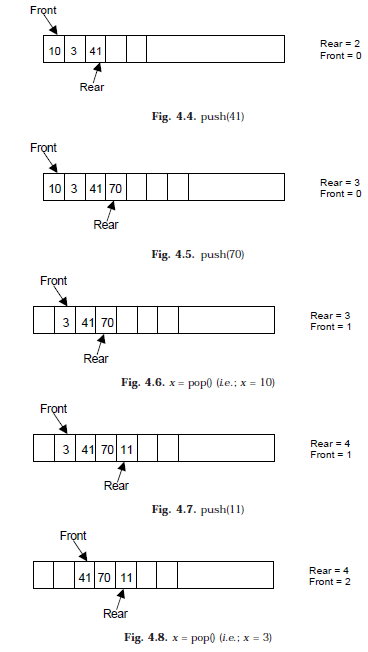 Front
10 3 41
Rear = 2
Front = 0
Rear
Fig. 4.4. push(41)
Front
10 3 41 70
Rear = 3
Front = 0
Rear
Fig. 4.5. push(70)
Front
3 41 70
Rear = 3
Front = 1
Rear
Fig. 4.6. x = pop() (i.e.; x = 10)
Front
3 41 70 11
Rear = 4
Front = 1
Rear
Fig. 4.7. push(11)
Front
41 70 11
Rear = 4
Front = 2
Rear
Fig. 4.8. x = pop() (i.e.; x = 3)